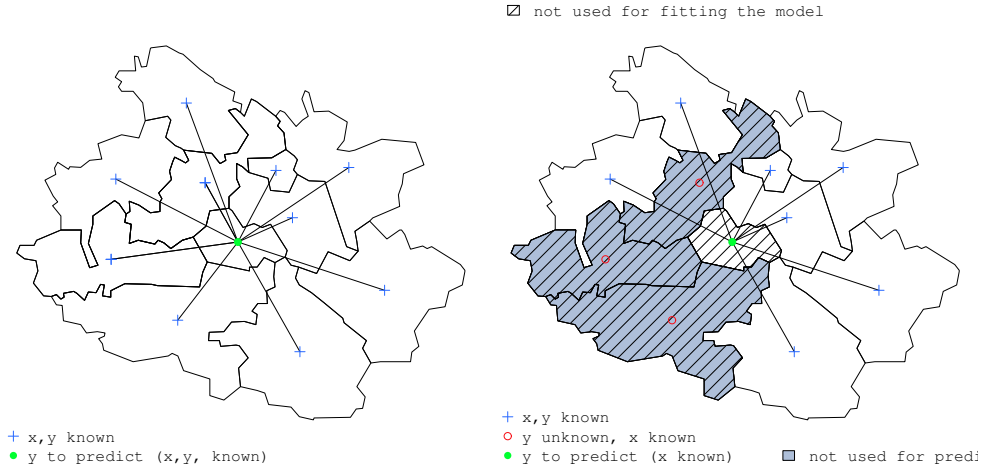 not used for fitting the model
x,y known
y to predict (x,y, known)
x,y known
y unknown, x known
y to predict (x known)
not used for predi